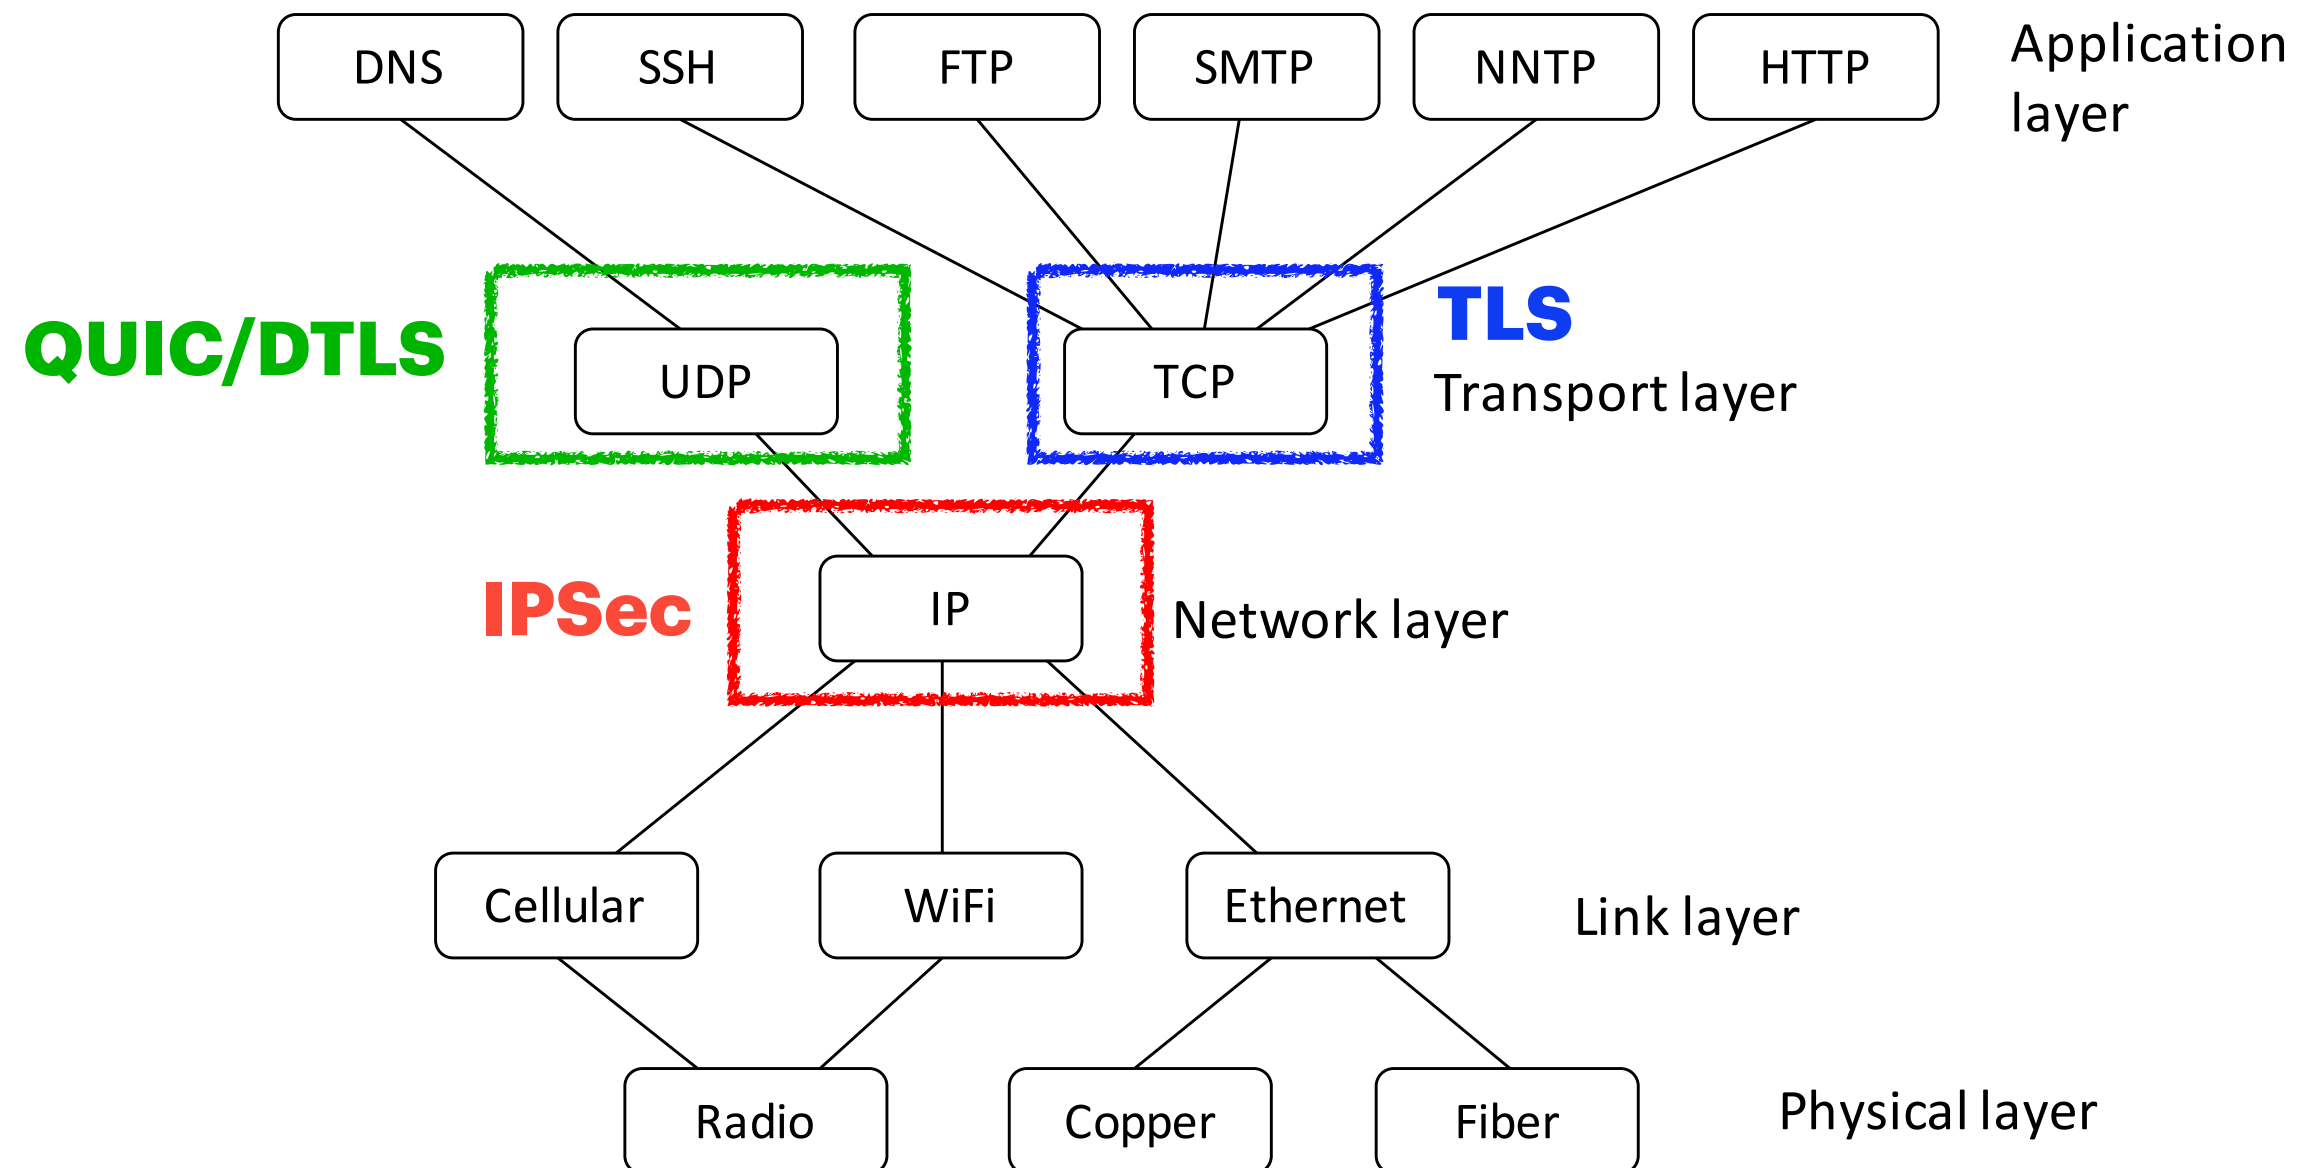 DNS
SSH
FTP
SMTP
NNTP
HTTP
Application
layer
QUIC/DTLS
UDP
TCP
TLS
Transport layer
IPSec
IP
Network layer
Cellular
WiFi
Ethernet
Link layer
Radio
Copper
Fiber
Physical layer